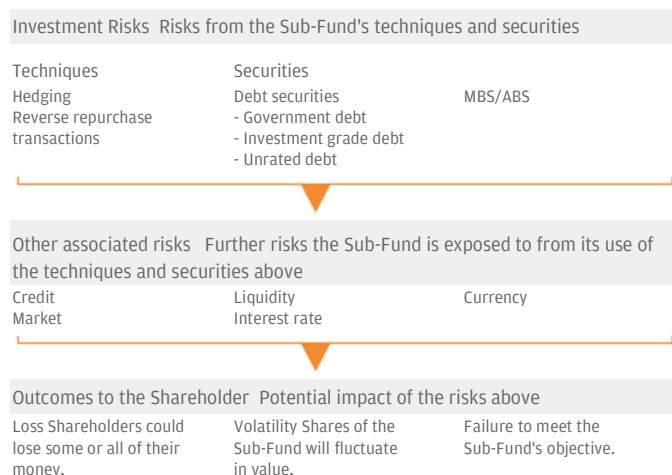 Investment Risks Risks from the Sub-Fund's techniques and securities
Techniques
Hedging
Reverse repurchase
transactions
Securities
Debt securities
- Government debt
- Investment grade debt
- Unrated debt
MBS/ABS
Other associated risks Further risks the Sub-Fund is exposed to from its use of
the techniques and securities above
Credit
Market
Liquidity
Interest rate
Currency
Outcomes to the Shareholder Potential impact of the risks above
Loss Shareholders could
lose some or all of their
money.
Volatility Shares of the
Sub-Fund will fluctuate
in value.
Failure to meet the
Sub-Fund's objective.